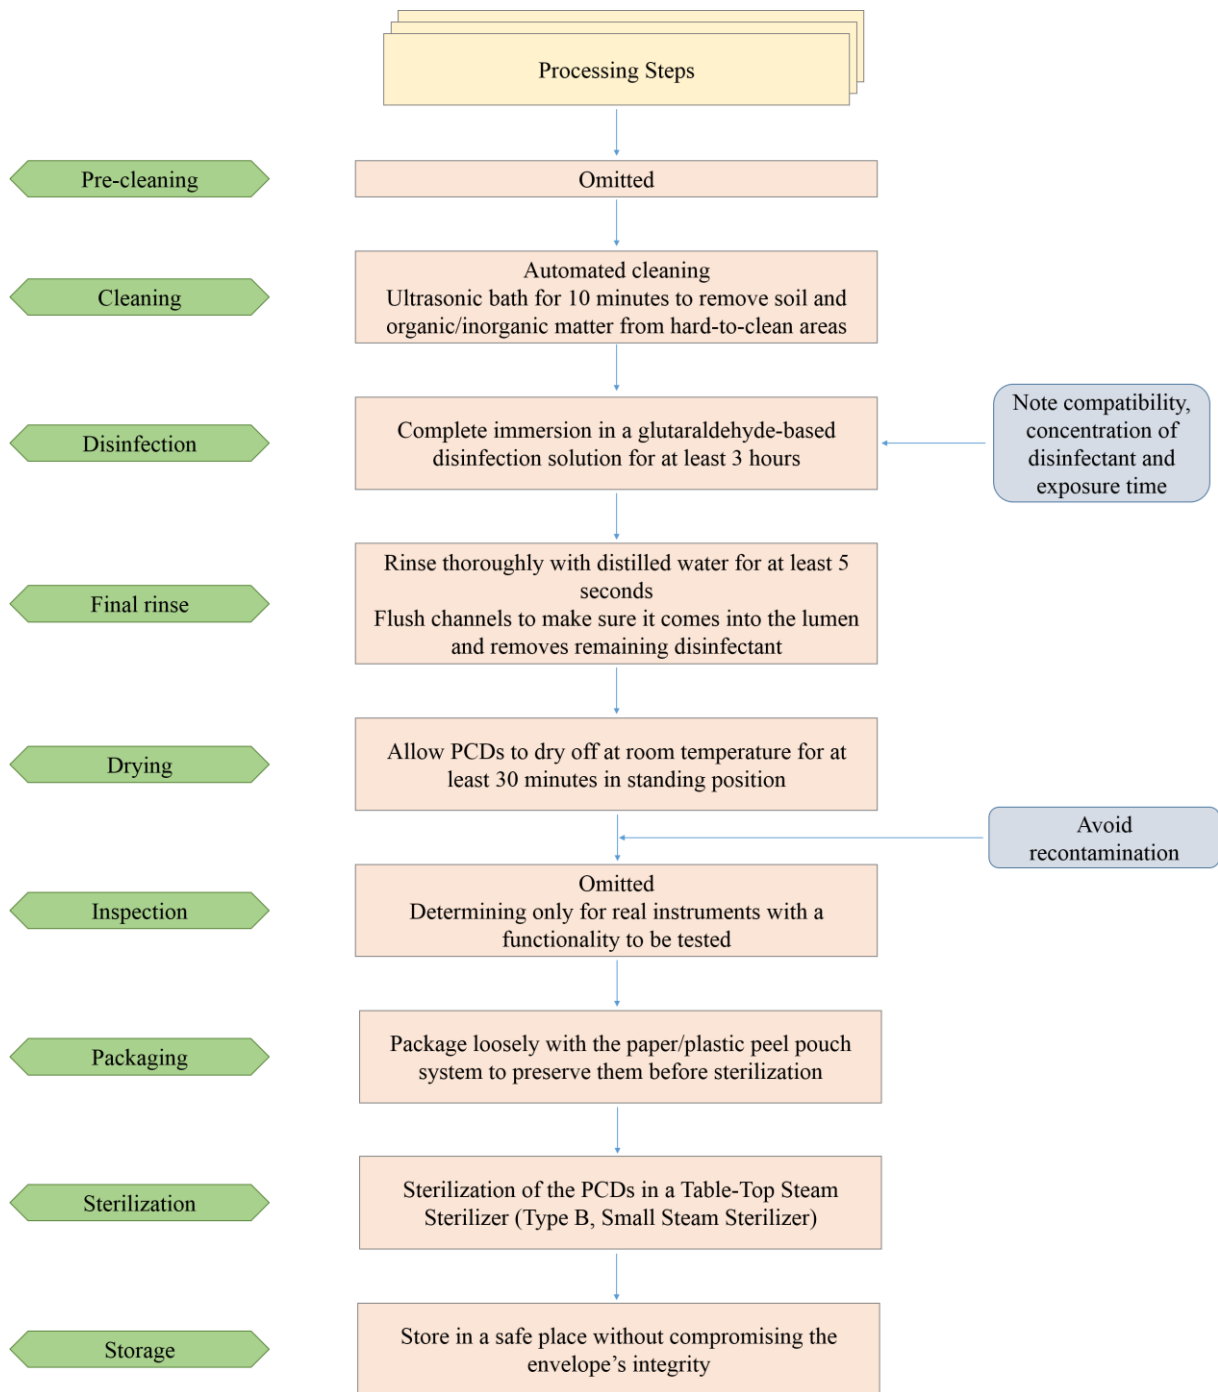 Processing Steps
Pre-cleaning
Omitted
Cleaning
Automated cleaning
Ultrasonic bath for 10 minutes to remove soil and
organic/inorganic matter from hard-to-clean areas
Disinfection
Complete immersion in a glutaraldehyde-based
disinfection solution for at least 3 hours
Note compatibility,
concentration of
disinfectant and
exposure time
Final rinse
Rinse thoroughly with distilled water for at least 5
seconds
Flush channels to make sure it comes into the lumen
and removes remaining disinfectant
Drying
Allow PCDs to dry off at room temperature for at
least 30 minutes in standing position
Avoid
recontamination
Inspection
Omitted
Determining only for real instruments with a
functionality to be tested
Packaging
Package loosely with the paper/plastic peel pouch
system to preserve them before sterilization
Sterilization
Sterilization of the PCDs in a Table-Top Steam
Sterilizer (Type B, Small Steam Sterilizer)
Storage
Store in a safe place without compromising the
envelope’s integrity